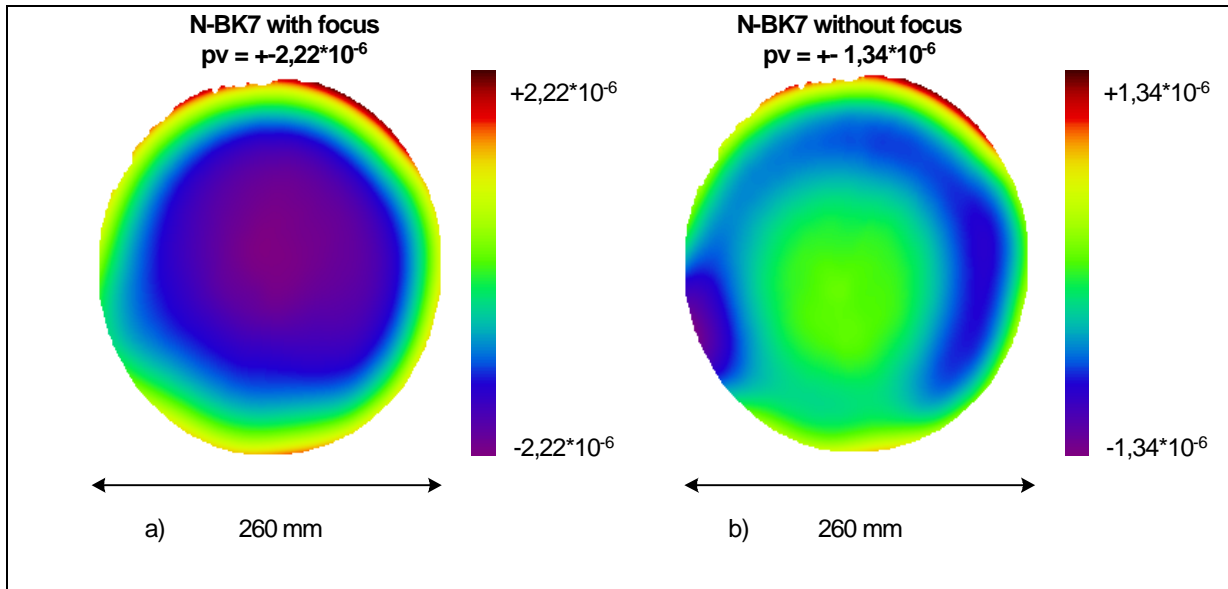 N-BK7 with focus
pv = +-2,22*10-6
+2,22*10-6
-2,22*10-6
260 mm
a)
N-BK7 without focus
pv = +- 1,34*10-6
+1,34*10-6
-1,34*10-6
260 mm
b)